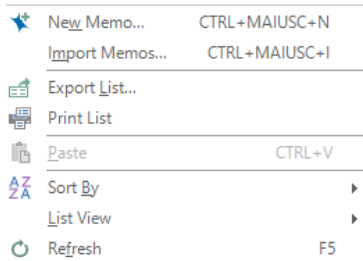 New Memo... CTRL+MAIUSC+N
Import Memos... CTRL+MAIUSC+I
Export List...
Print List
Paste CTRL+V
Sort By
List View
Refresh F5